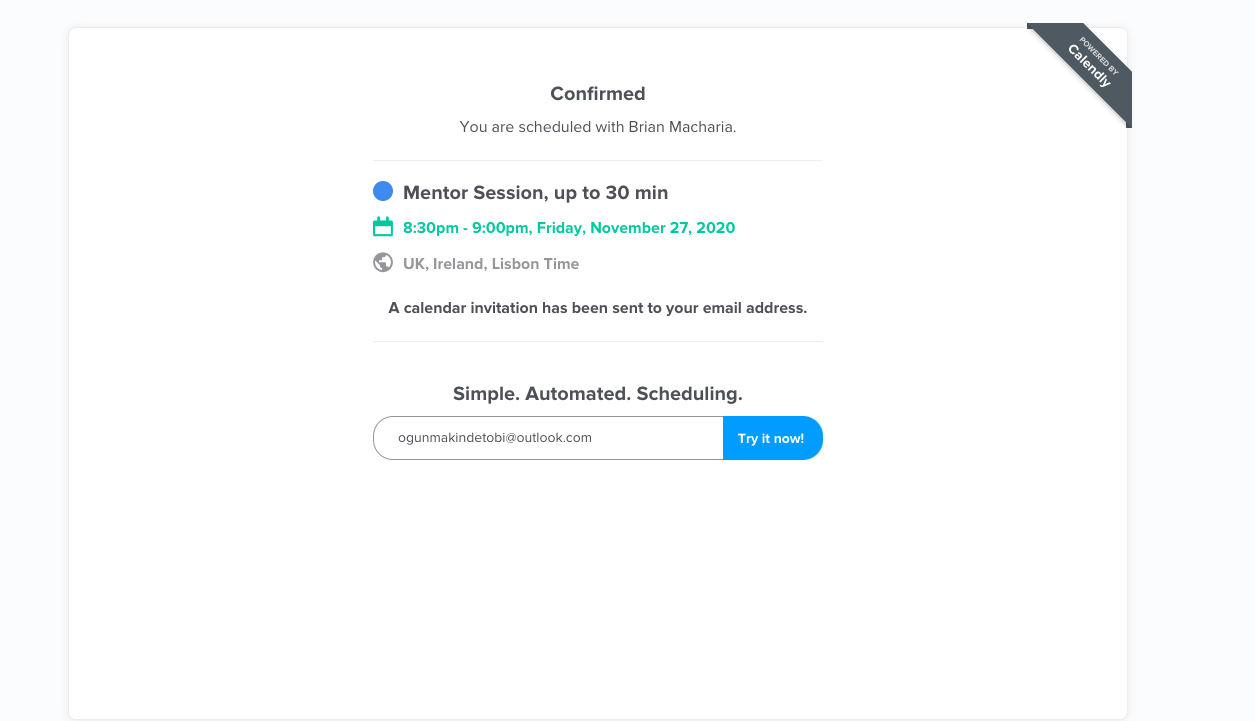 POWERED BY
Calendly
Confirmed
You are scheduled with Brian Macharia.
Mentor Session, up to 30 min
8:30pm - 9:00pm, Friday, November 27, 2020
UK, Ireland, Lisbon Time
A calendar invitation has been sent to your email address.
Simple. Automated. Scheduling.
ogunmakindetobi@outlook.com
Try it now!